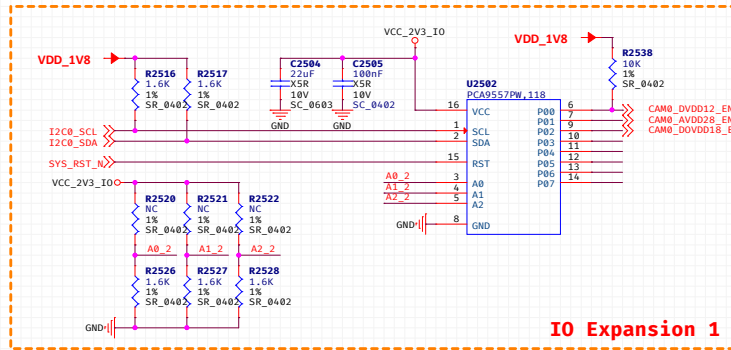 VCC_2V3_IO
VDD_1V8
VDD_1V8
R2516
1.6K
1%
SR_0402
R2517
1.6K
1%
SR_0402
C2504
22uF
X5R
10V
SC_0603
GND
C2505
100nF
X5R
10V
SC_0402
GND
R2538
10K
1%
SR_0402
U2502
PCA9557PW,118
16 VCC
1 SCL
2 SDA
15 RST
3 A0
4 A1
5 A2
8 GND
P00 6
P01 7
P02 9
P03 10
P04 11
P05 12
P06 13
P07 14
CAM0_DVDD12_EN
CAM0_AVDD28_EN
CAM0_DOVDD18_E
I2C0_SCL
I2C0_SDA
SYS_RST_N
VCC_2V3_IO
A0_2
A1_2
A2_2
GND
R2520
NC
1%
SR_0402
R2521
NC
1%
SR_0402
R2522
NC
1%
SR_0402
A0_2
A1_2
A2_2
R2526
1.6K
1%
SR_0402
R2527
1.6K
1%
SR_0402
R2528
1.6K
1%
SR_0402
GND
IO Expansion 1